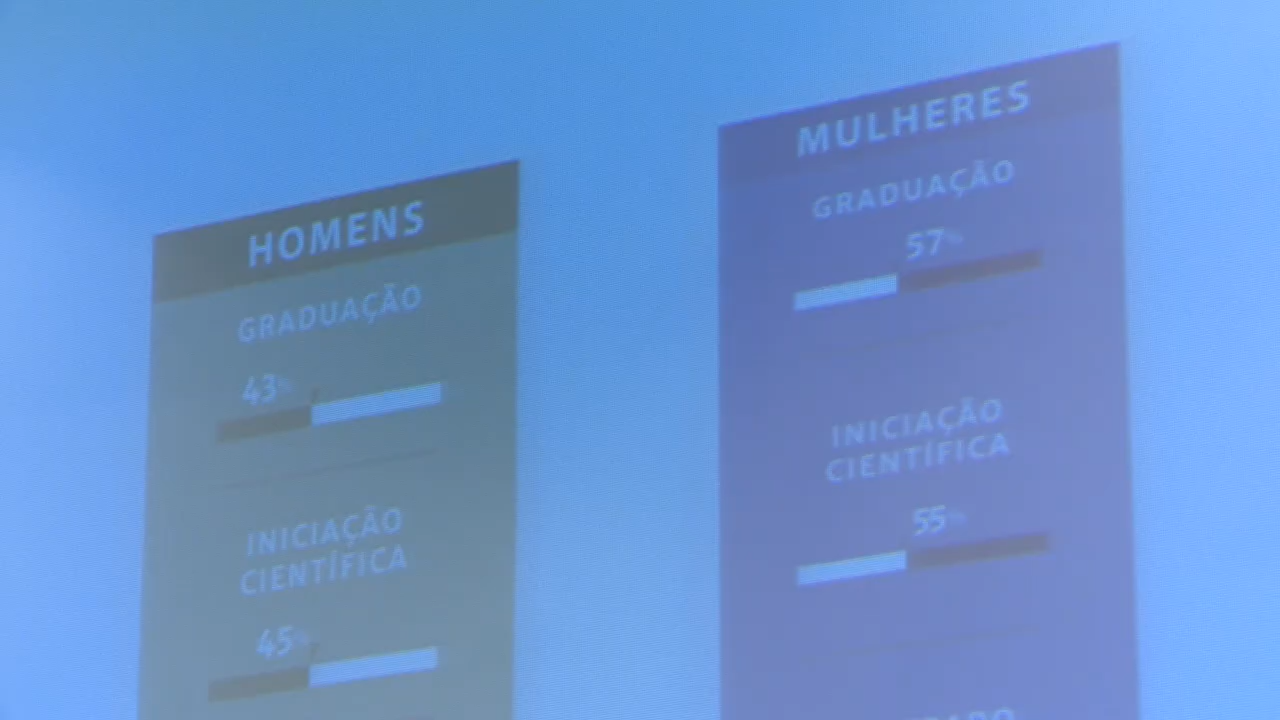 HOMENS
GRADUAÇÃO
43%
INICIAÇÃO
CIENTÍFICA
45%
MULHERES
GRADUAÇÃO
57%
INICIAÇÃO
CIENTÍFICA
55%